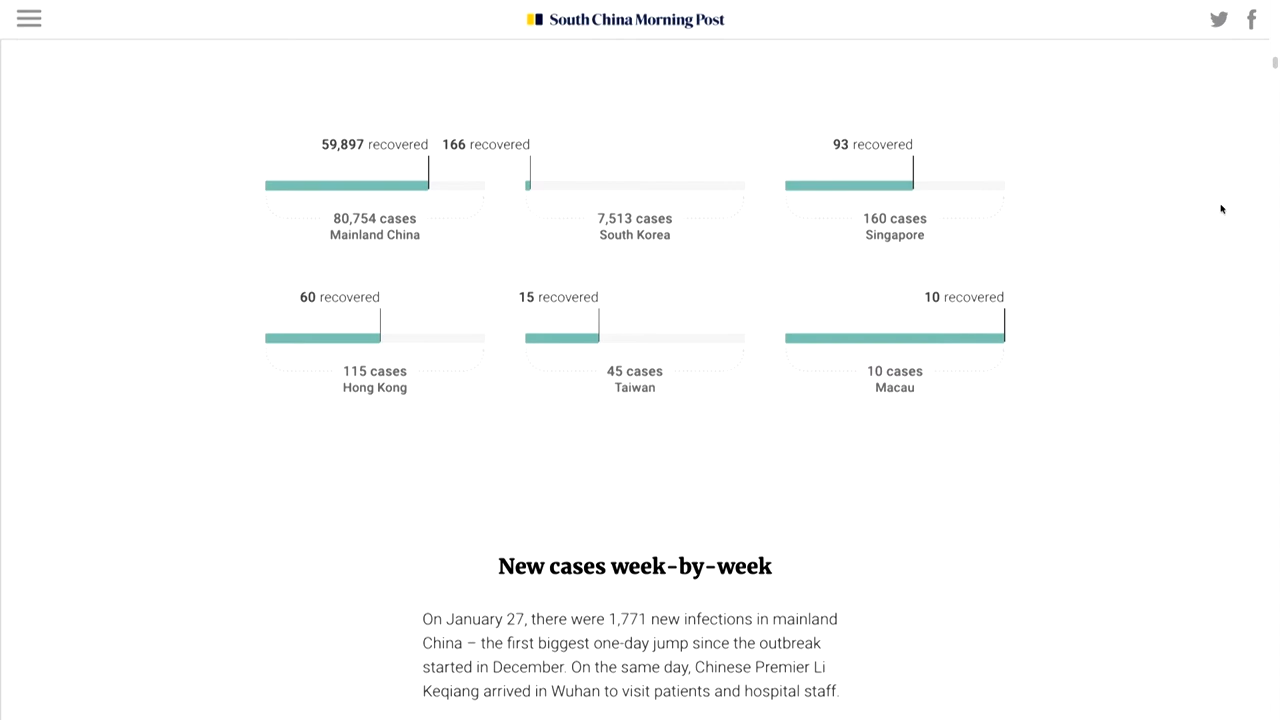 South China Morning Post
59,897 recovered
166 recovered
93 recovered
80,754 cases
Mainland China
7,513 cases
South Korea
160 cases
Singapore
60 recovered
15 recovered
10 recovered
115 cases
Hong Kong
45 cases
Taiwan
10 cases
Macau
New cases week-by-week
On January 27, there were 1,771 new infections in mainland
China – the first biggest one-day jump since the outbreak
started in December. On the same day, Chinese Premier Li
Keqiang arrived in Wuhan to visit patients and hospital staff.